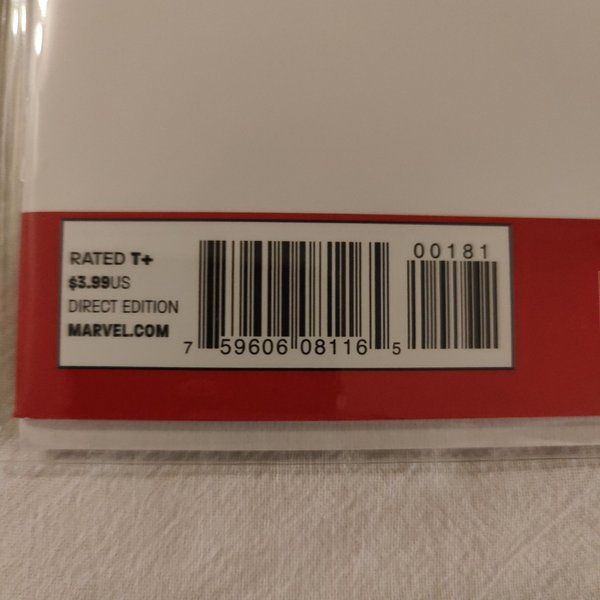 RATED T+
$3.99US
DIRECT EDITION
MARVEL.COM
00181
7 59606 08116 5